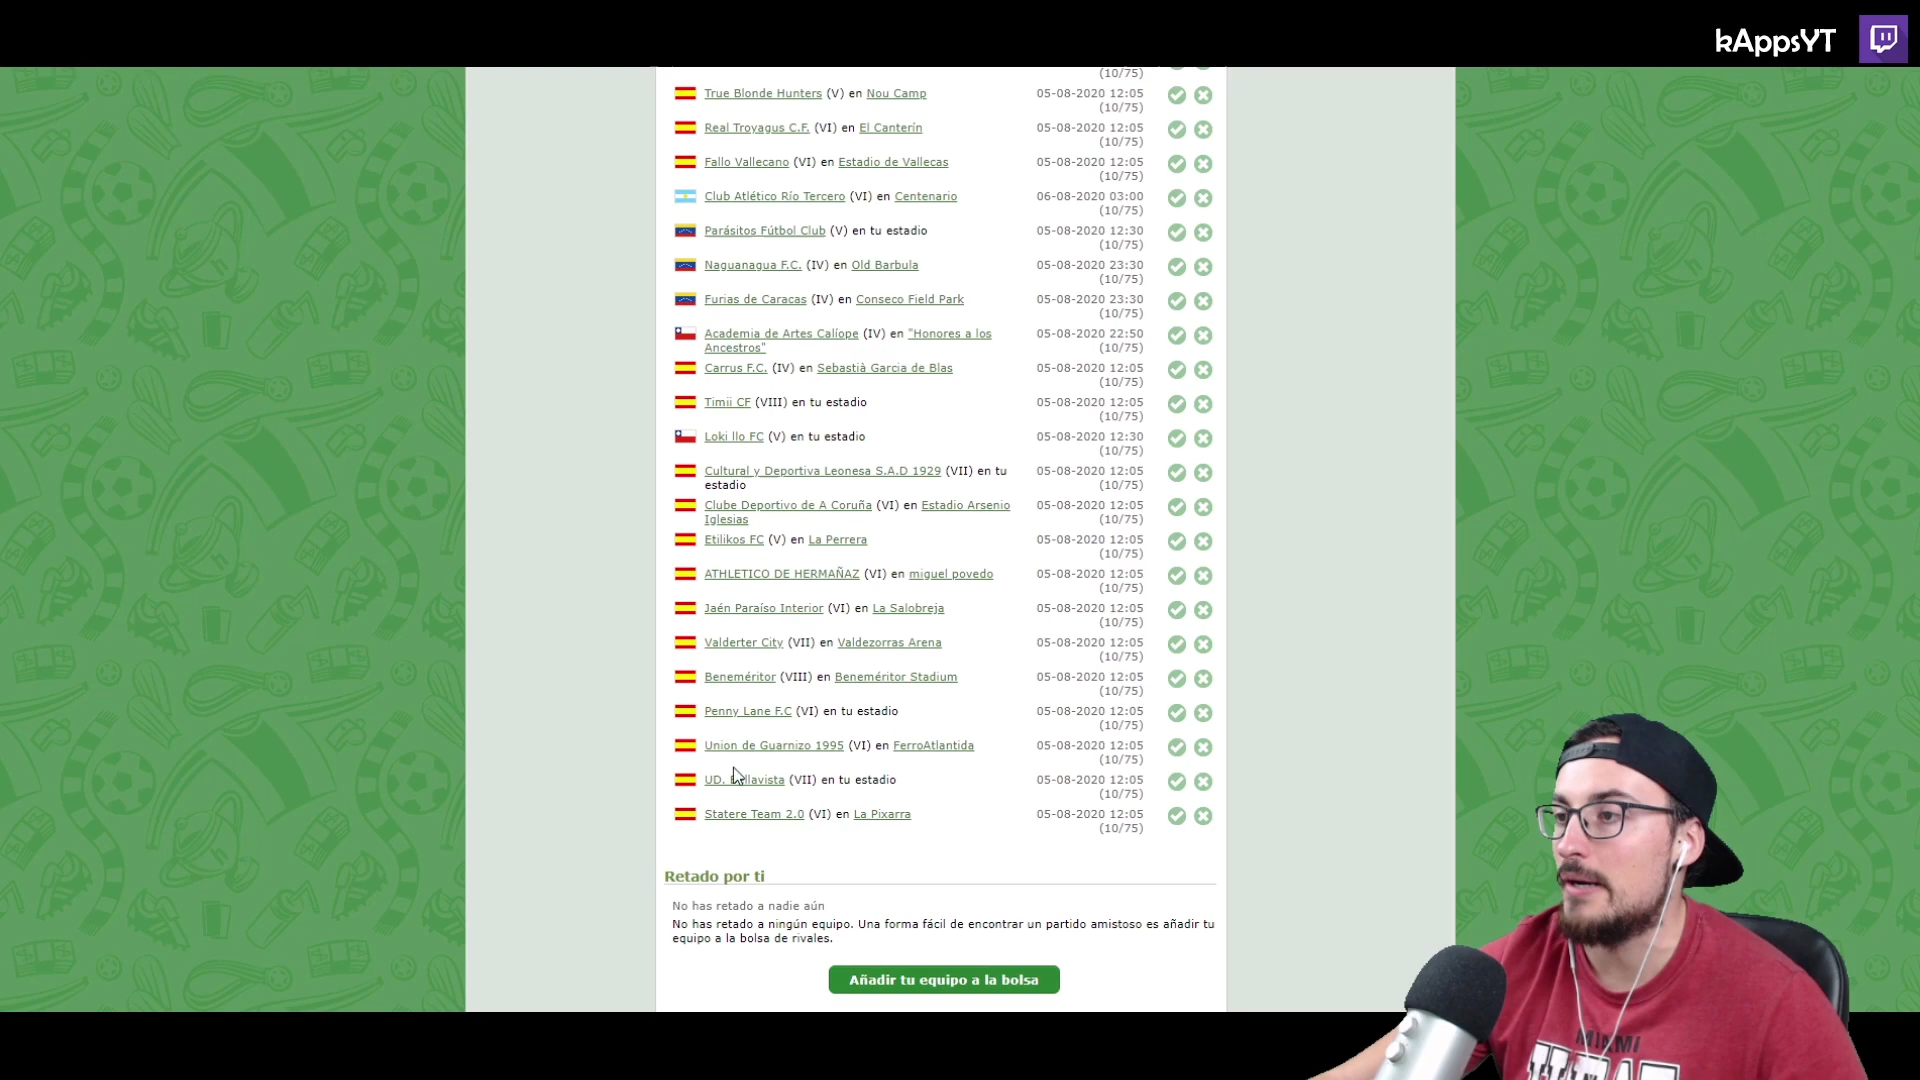 kAppsYT
(10/75)
True Blonde Hunters (V) en Nou Camp 05-08-2020 12:05
(10/75)
Real Troyagus C.F. (VI) en El Canterín 05-08-2020 12:05
(10/75)
Fallo Vallecano (VI) en Estadio de Vallecas 05-08-2020 12:05
(10/75)
Club Atlético Río Tercero (VI) en Centenario 06-08-2020 03:00
(10/75)
Parásitos Fútbol Club (V) en tu estadio 05-08-2020 12:30
(10/75)
Naguanagua F.C. (IV) en Old Barbula 05-08-2020 23:30
(10/75)
Furias de Caracas (IV) en Conseco Field Park 05-08-2020 23:30
(10/75)
Academia de Artes Calíope (IV) en "Honores a los 05-08-2020 22:50
Ancestros" (10/75)
Carrus F.C. (IV) en Sebastià Garcia de Blas 05-08-2020 12:05
(10/75)
Timii CF (VIII) en tu estadio 05-08-2020 12:05
(10/75)
Loki llo FC (V) en tu estadio 05-08-2020 12:30
(10/75)
Cultural y Deportiva Leonesa S.A.D 1929 (VII) en tu 05-08-2020 12:05
estadio (10/75)
Clube Deportivo de A Coruña (VI) en Estadio Arsenio 05-08-2020 12:05
Iglesias (10/75)
Etilikos FC (V) en La Perrera 05-08-2020 12:05
(10/75)
ATHLETICO DE HERMAÑAZ (VI) en miguel povedo 05-08-2020 12:05
(10/75)
Jaén Paraíso Interior (VI) en La Salobreja 05-08-2020 12:05
(10/75)
Valderter City (VII) en Valdezorras Arena 05-08-2020 12:05
(10/75)
Beneméritor (VIII) en Beneméritor Stadium 05-08-2020 12:05
(10/75)
Penny Lane F.C (VI) en tu estadio 05-08-2020 12:05
(10/75)
Union de Guarnizo 1995 (VI) en FerroAtlantida 05-08-2020 12:05
(10/75)
UD. (VII) en tu estadio 05-08-2020 12:05
(10/75)
Statere Team 2.0 (VI) en La Pixarra 05-08-2020 12:05
(10/75)
Retado por ti
No has retado a nadie aún
No has retado a ningún equipo. Una forma fácil de encontrar un partido amistoso es añadir tu
equipo a la bolsa de rivales.
Añadir tu equipo a la bolsa
MIAMI